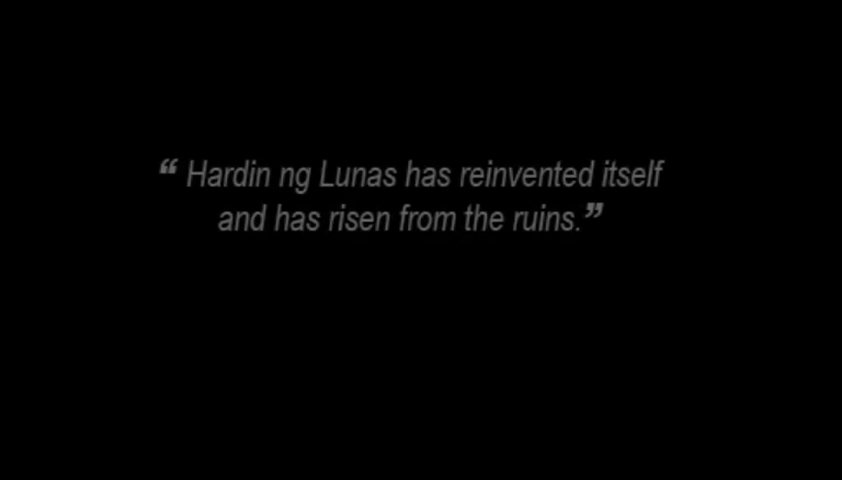 “ Hardin ng Lunas has reinvented itself
and has risen from the ruins.”